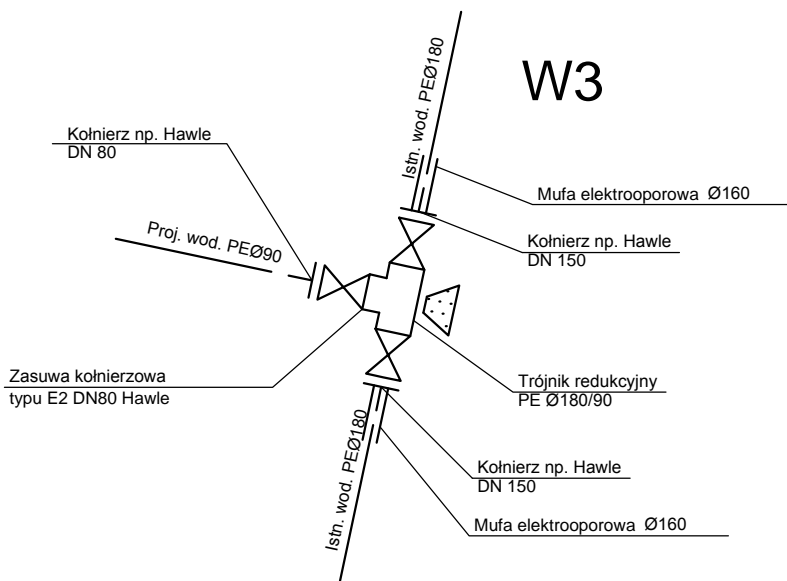 W3
Istn. wod. PEØ180
Kołnierz np. Hawle
DN 80
Mufa elektrooporowa Ø160
Proj. wod. PEØ90
Kołnierz np. Hawle
DN 150
Zasuwa kołnierzowa
typu E2 DN80 Hawle
Trójnik redukcyjny
PE Ø180/90
Istn. wod. PEØ180
Kołnierz np. Hawle
DN 150
Mufa elektrooporowa Ø160